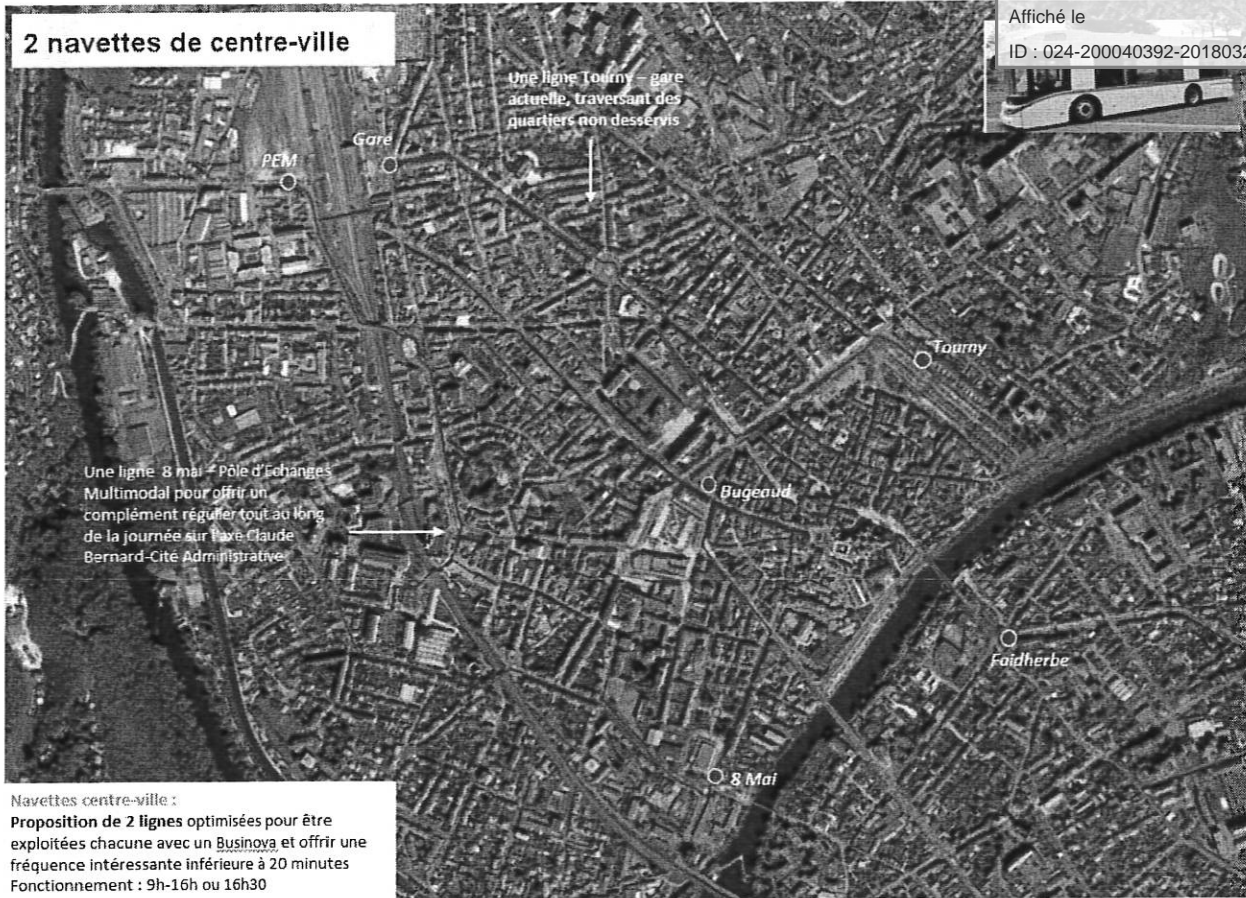 2 navettes de centre-ville
Affiché le
ID : 024-200040392-2018032
Une ligne Tourny – gare
actuelle, traversant des
quartiers non desservis
Gare
PEM
Tourny
Une ligne 8 mai – Pôle d'Echanges
Multimodal pour offrir un
complément régulier tout au long
de la journée sur l'axe Claude
Bernard-Cité Administrative
Bugeaud
Faidherbe
8 Mai
Navettes centre-ville :
Proposition de 2 lignes optimisées pour être
exploitées chacune avec un Businova et offrir une
fréquence intéressante inférieure à 20 minutes
Fonctionnement : 9h-16h ou 16h30